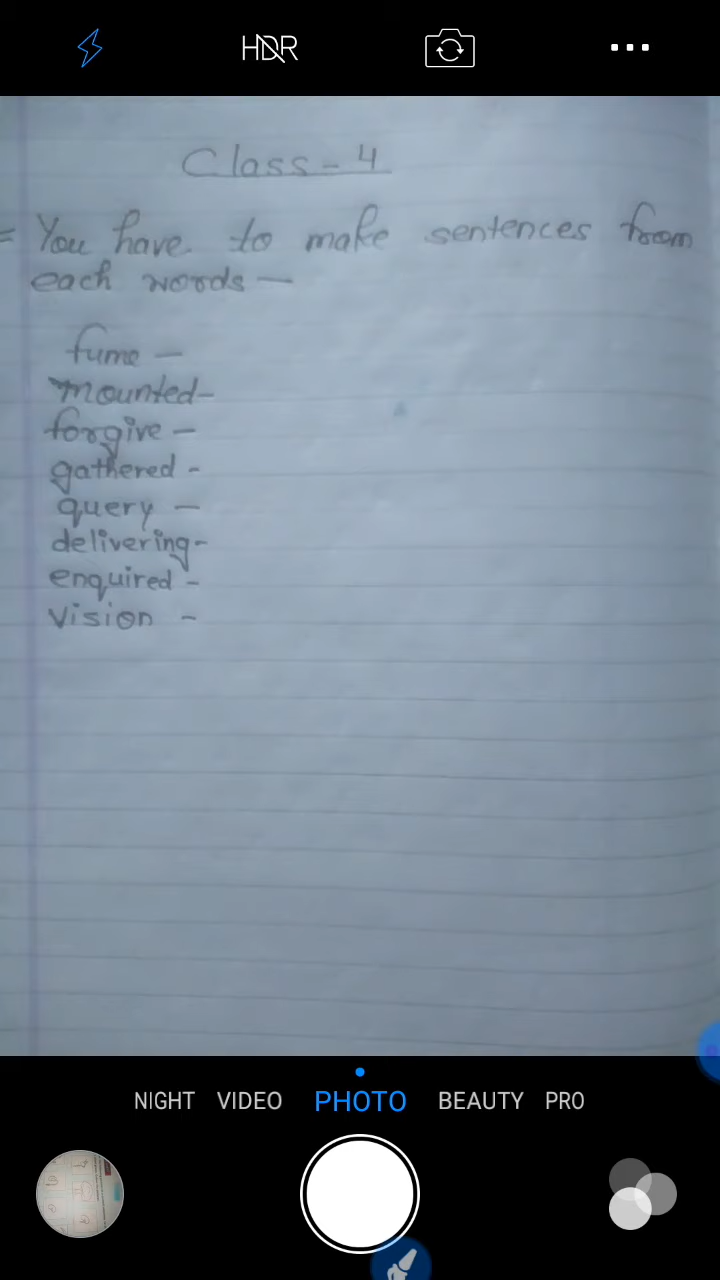 HDR
Class - 4
= You have. to make sentences from
each words —
fume —
mounted-
forgive —
gathered -
query —
delivering-
enquired -
vision -
NIGHT VIDEO PHOTO BEAUTY PRO